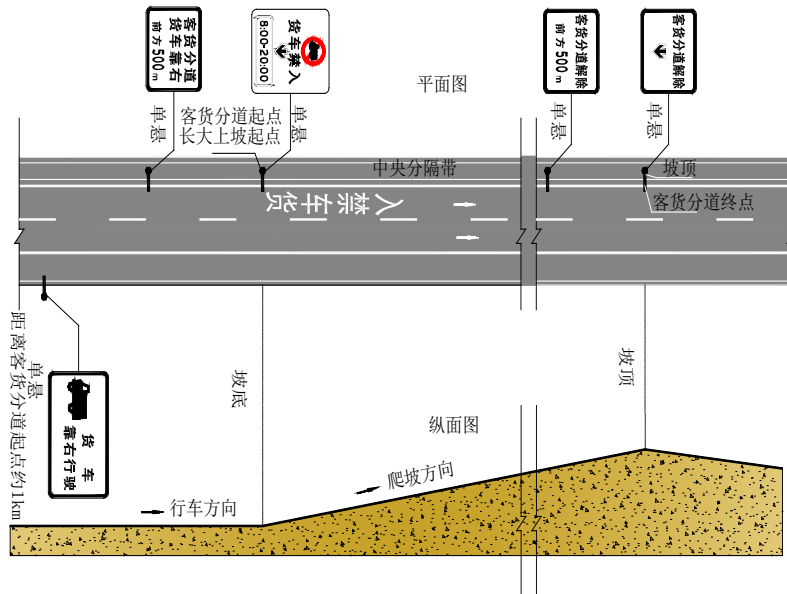 客货分道
货车靠右
前方500m
货车禁入
8:00-20:00
客货分道解除
前方500m
客货分道解除
平面图
单悬
客货分道起点
长大上坡起点
单悬
单悬
单悬
中央分隔带
坡顶
客货分道终点
货车禁入
距离客货分道起点约1km
单悬
货车
靠右行驶
坡底
坡顶
纵面图
爬坡方向
行车方向